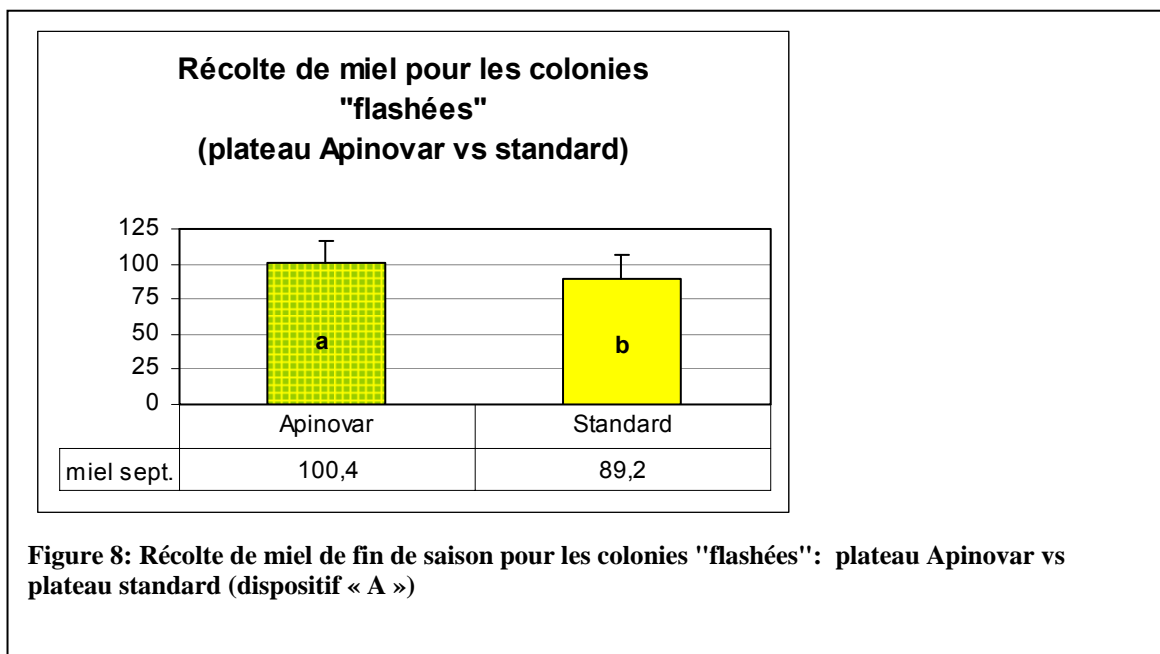 Récolte de miel pour les colonies
"flashées"
(plateau Apinovar vs standard)
125
100
75
50
25
0
a
b
Apinovar Standard
miel sept. 100,4 89,2
Figure 8: Récolte de miel de fin de saison pour les colonies "flashées": plateau Apinovar vs
plateau standard (dispositif « A »)